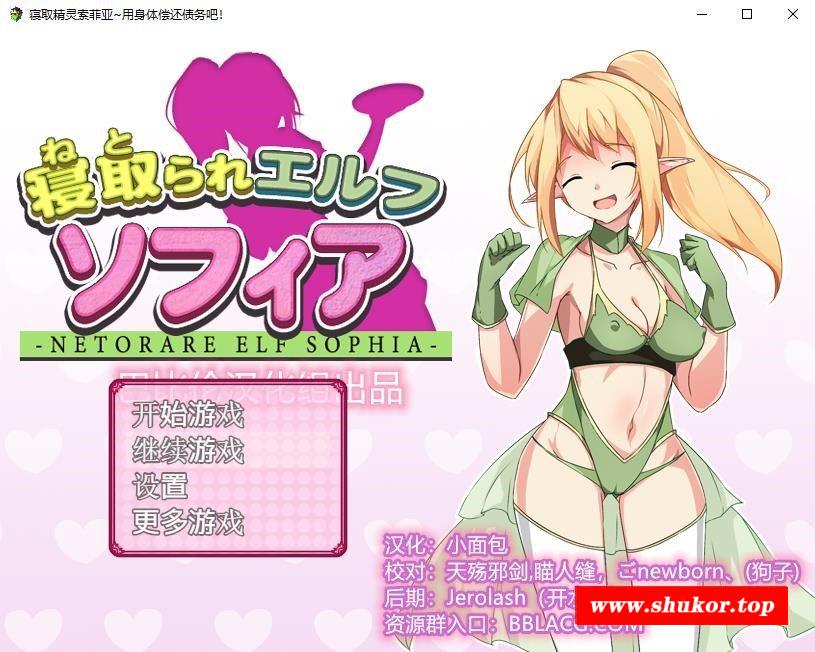 寝取精灵索菲亚~用身体偿还债务吧!
ねと
寝取られエルフ
ソフィア
-NETORARE ELF SOPHIA-
巴比伦汉化组出品
开始游戏
继续游戏
设置
更多游戏
汉化：小面包
校对：天殇邪剑,瞄人缝，ごnewborn、(狗子)
后期：Jerolash（开
资源群入口：BBLACG.COM
www.shukor.top